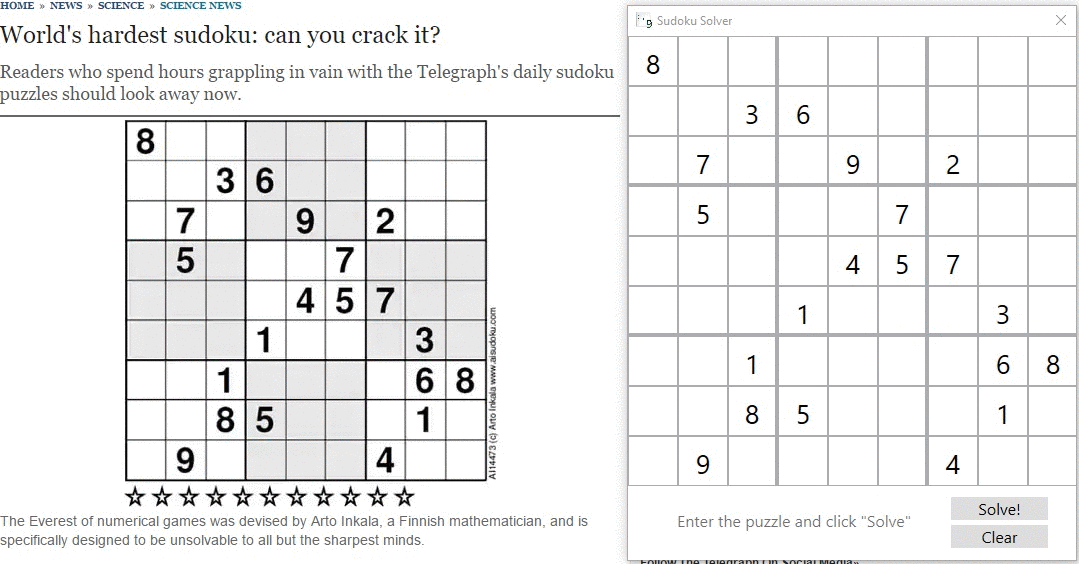 HOME » NEWS » SCIENCE » SCIENCE NEWS
World's hardest sudoku: can you crack it?
Readers who spend hours grappling in vain with the Telegraph's daily sudoku
puzzles should look away now.
8
3 6
7 9 2
5 7
4 5 7
1 3
1 6 8
8 5 1
9 4
AI14473 (c) Arto Inkala www.aisudoku.com
☆ ☆ ☆ ☆ ☆ ☆ ☆ ☆ ☆ ☆ ☆
The Everest of numerical games was devised by Arto Inkala, a Finnish mathematician, and is
specifically designed to be unsolvable to all but the sharpest minds.
Sudoku Solver
8
3 6
7 9 2
5 7
4 5 7
1 3
1 6 8
8 5 1
9 4
Enter the puzzle and click "Solve"
Solve!
Clear
Follow The Telegraph On Social Media»